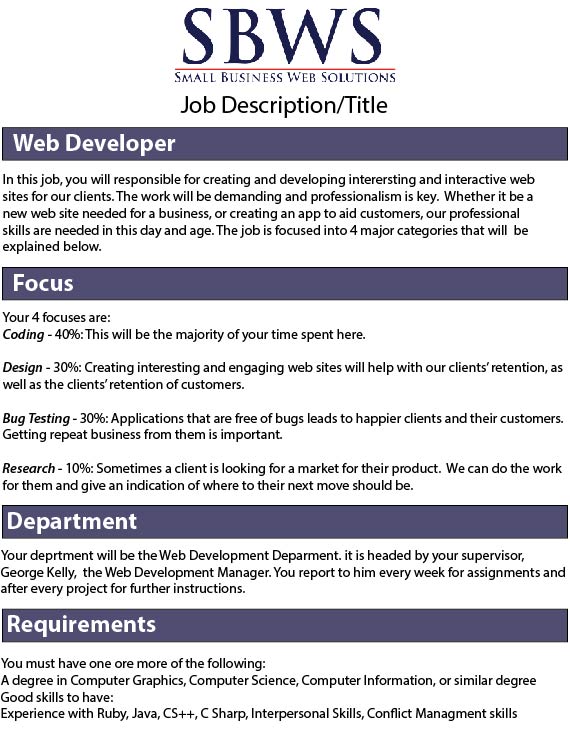 SBWS
SMALL BUSINESS WEB SOLUTIONS
Job Description/Title
Web Developer
In this job, you will responsible for creating and developing interersting and interactive web
sites for our clients. The work will be demanding and professionalism is key.  Whether it be a
new web site needed for a business, or creating an app to aid customers, our professional
skills are needed in this day and age. The job is focused into 4 major categories that will  be
explained below.
Focus
Your 4 focuses are:
Coding - 40%: This will be the majority of your time spent here.
Design - 30%: Creating interesting and engaging web sites will help with our clients' retention, as
well as the clients' retention of customers.
Bug Testing - 30%: Applications that are free of bugs leads to happier clients and their customers.
Getting repeat business from them is important.
Research - 10%: Sometimes a client is looking for a market for their product.  We can do the work
for them and give an indication of where to their next move should be.
Department
Your deprtment will be the Web Development Deparment. it is headed by your supervisor,
George Kelly,  the Web Development Manager. You report to him every week for assignments and
after every project for further instructions.
Requirements
You must have one ore more of the following:
A degree in Computer Graphics, Computer Science, Computer Information, or similar degree
Good skills to have:
Experience with Ruby, Java, CS++, C Sharp, Interpersonal Skills, Conflict Managment skills